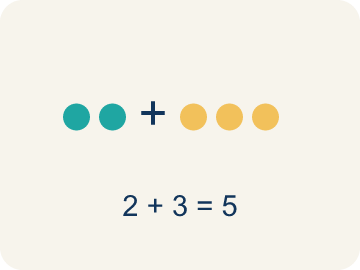 +
2 + 3 = 5